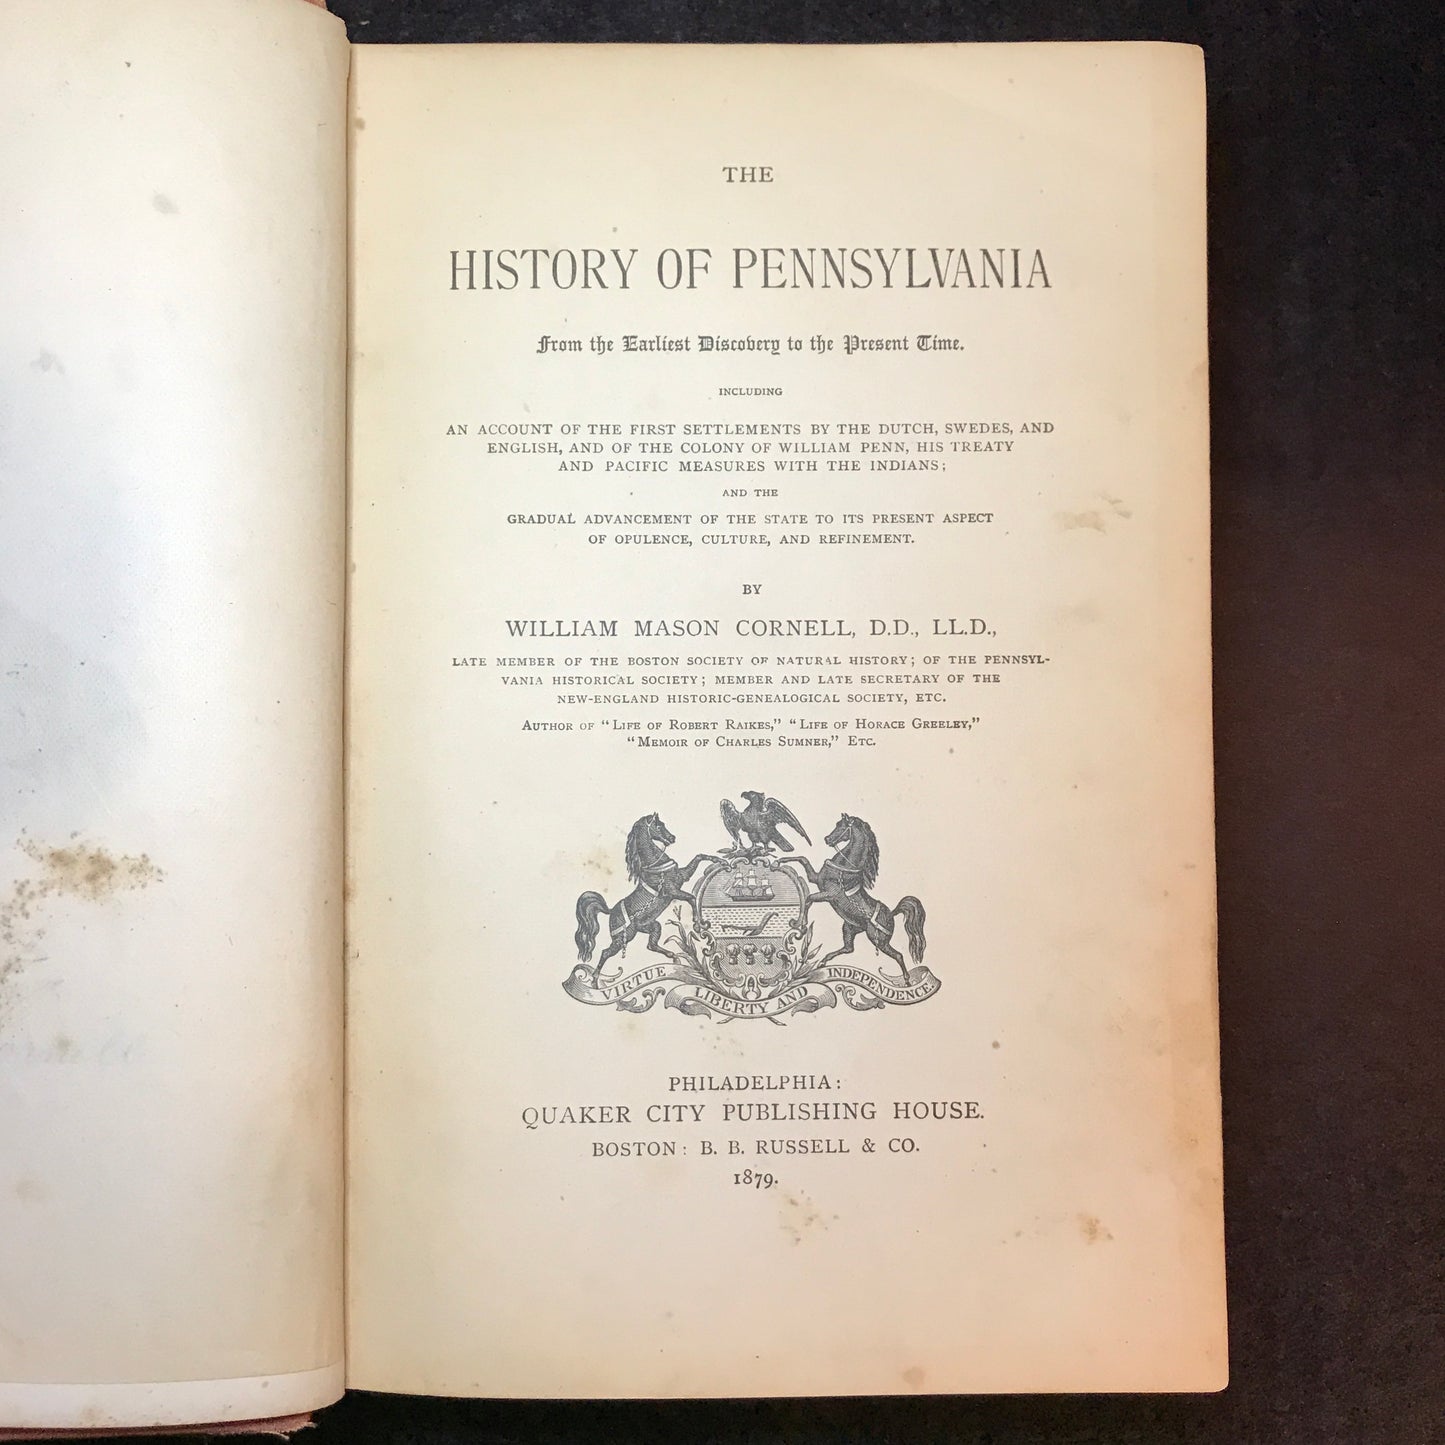 THE
HISTORY OF PENNSYLVANIA
From the Earliest Discovery to the Present Time.
INCLUDING
AN ACCOUNT OF THE FIRST SETTLEMENTS BY THE DUTCH, SWEDES, AND
ENGLISH, AND OF THE COLONY OF WILLIAM PENN, HIS TREATY
AND PACIFIC MEASURES WITH THE INDIANS;
AND THE
GRADUAL ADVANCEMENT OF THE STATE TO ITS PRESENT ASPECT
OF OPULENCE, CULTURE, AND REFINEMENT.
BY
WILLIAM MASON CORNELL, D.D., LL.D.,
LATE MEMBER OF THE BOSTON SOCIETY OF NATURAL HISTORY; OF THE PENNSYL-
VANIA HISTORICAL SOCIETY; MEMBER AND LATE SECRETARY OF THE
NEW-ENGLAND HISTORIC-GENEALOGICAL SOCIETY, ETC.
AUTHOR OF "LIFE OF ROBERT RAIKES," "LIFE OF HORACE GREELEY,"
"MEMOIR OF CHARLES SUMNER," ETC.
VIRTUE LIBERTY AND INDEPENDENCE.
PHILADELPHIA:
QUAKER CITY PUBLISHING HOUSE.
BOSTON: B. B. RUSSELL & CO.
1879.